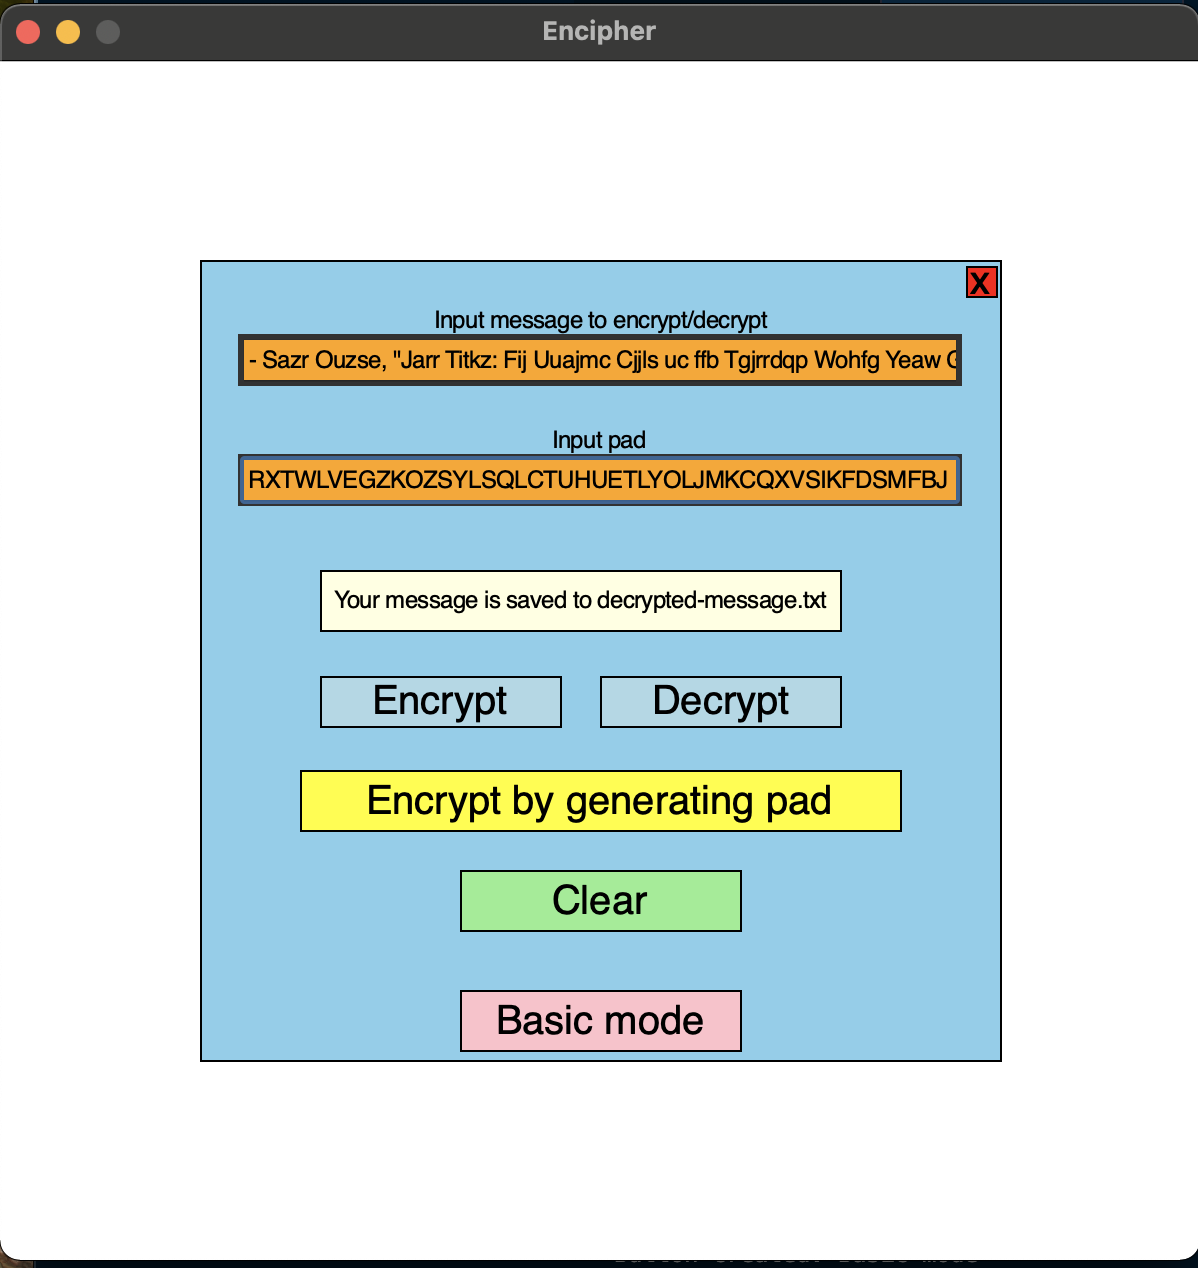 Encipher
X
Input message to encrypt/decrypt
- Sazr Ouzse, "Jarr Titkz: Fij Uuajmc Cjjls uc ffb Tgjrrdqp Wohfg Yeaw
Input pad
RXTWLVEGZKOZSYLSQLCTUHUETLYOLJMKCQXVSIKFDSMFBJ
Your message is saved to decrypted-message.txt
Encrypt
Decrypt
Encrypt by generating pad
Clear
Basic mode